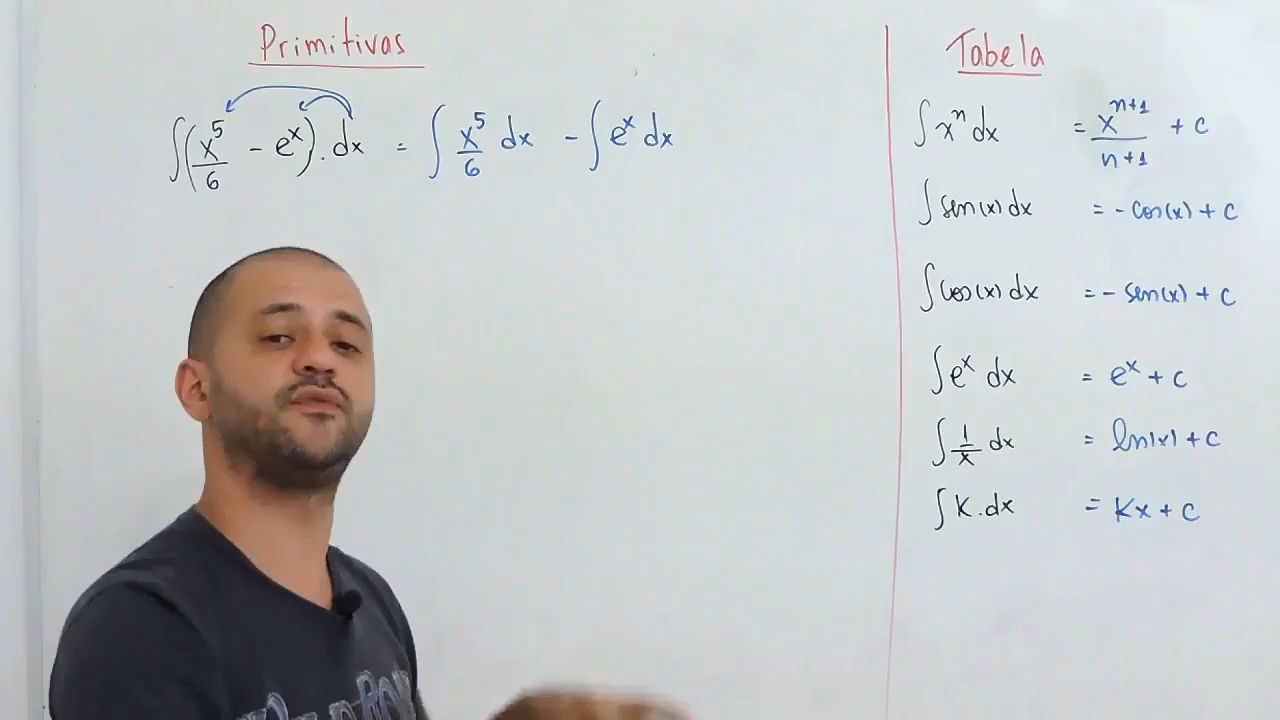 Primitivas
∫(x⁵/6 - eˣ).dx = ∫ x⁵/6 dx - ∫ eˣ dx
Tabela
∫xⁿdx = xⁿ⁺¹/n+1 + c
∫sen(x)dx = -cos(x) + c
∫cos(x)dx = - sen(x) + c
∫eˣ dx = eˣ + c
∫1/x dx = ln|x| + c
∫K.dx = Kx + c